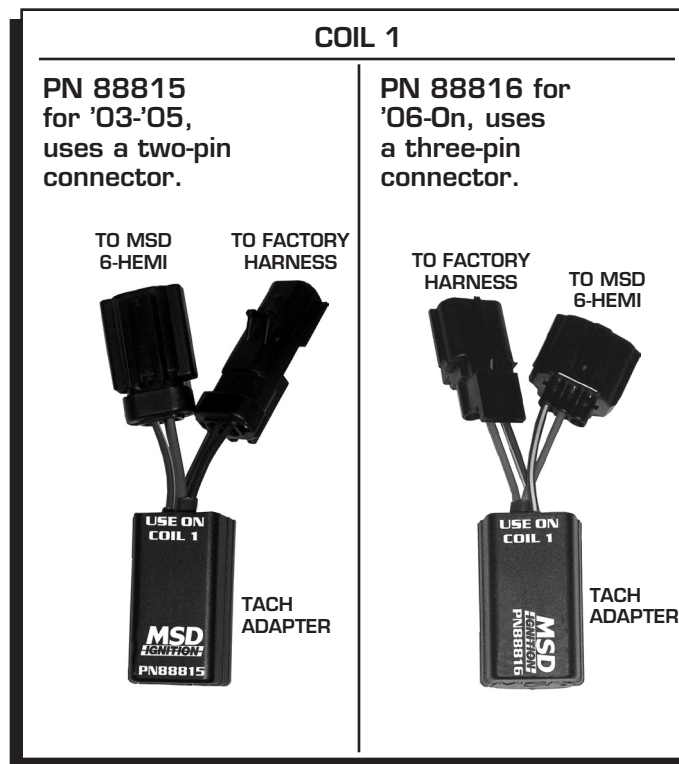 COIL 1
PN 88815
for '03-'05,
uses a two-pin
connector.
TO MSD
6-HEMI
TO FACTORY
HARNESS
USE ON
COIL 1
MSD
IGNITION
PN88815
TACH
ADAPTER
PN 88816 for
'06-On, uses
a three-pin
connector.
TO FACTORY
HARNESS
TO MSD
6-HEMI
USE ON
COIL 1
MSD
IGNITION
PN88816
TACH
ADAPTER